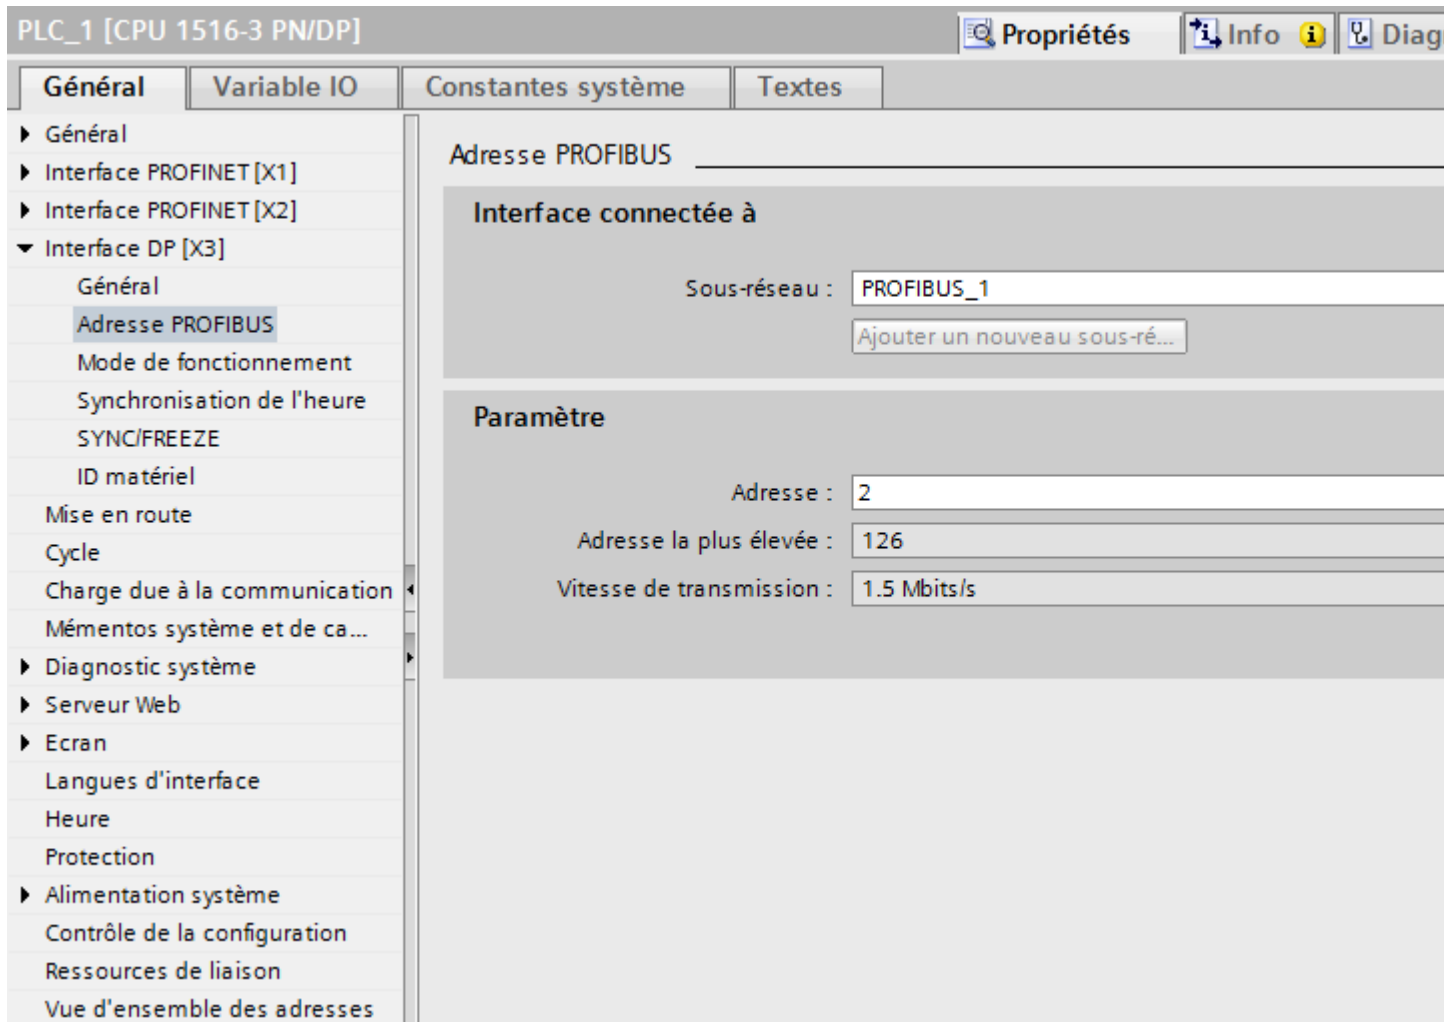 PLC_1 [CPU 1516-3 PN/DP]
Propriétés
Info
Diag
Général
Variable IO
Constantes système
Textes
Général
Interface PROFINET [X1]
Interface PROFINET [X2]
Interface DP [X3]
Général
Adresse PROFIBUS
Mode de fonctionnement
Synchronisation de l'heure
SYNC/FREEZE
ID matériel
Mise en route
Cycle
Charge due à la communication
Mémentos système et de ca...
Diagnostic système
Serveur Web
Ecran
Langues d'interface
Heure
Protection
Alimentation système
Contrôle de la configuration
Ressources de liaison
Vue d'ensemble des adresses
Adresse PROFIBUS
Interface connectée à
Sous-réseau : PROFIBUS_1
Ajouter un nouveau sous-ré...
Paramètre
Adresse : 2
Adresse la plus élevée : 126
Vitesse de transmission : 1.5 Mbits/s